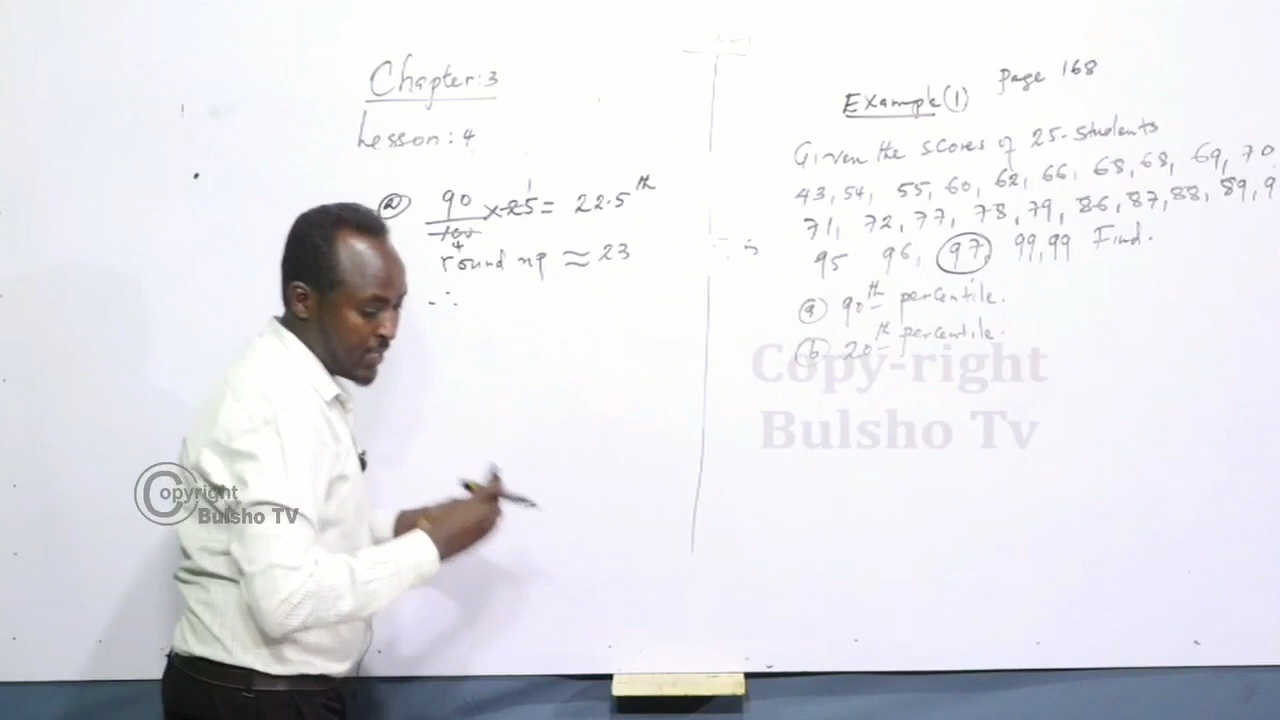 Chapter: 3
Lesson: 4
(a) 90/100 × 25 = 22.5th
4
1
round up ≈ 23
∴
Page 168
Example (1)
Given the scores of 25-students
43, 54, 55, 60, 62, 66, 68, 68, 69, 70
71, 72, 77, 78, 79, 86, 87, 88, 89, 9
95 96, 97 99, 99 Find.
(a) 90th percentile.
(b) 20th percentile.
Copy-right
Bulsho Tv
Copyright
Bulsho TV